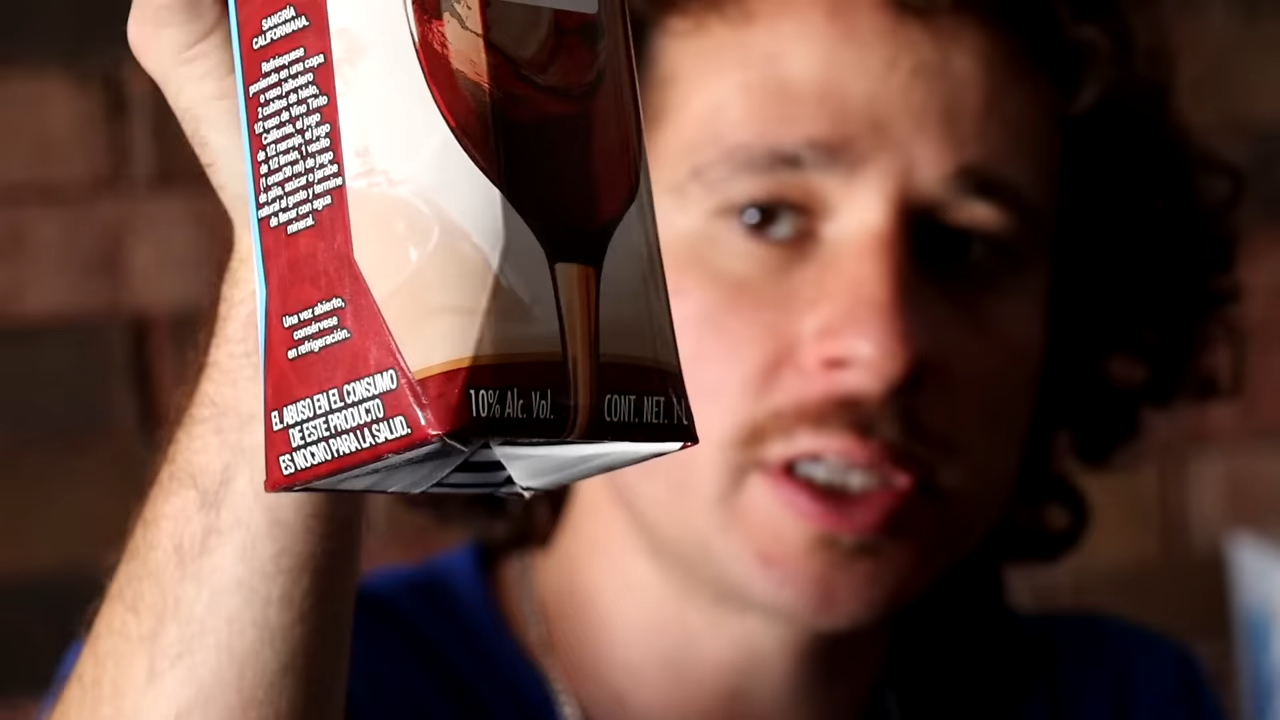 SANGRÍA
CALIFORNIANA.
Refrésquese
poniendo en una copa
o vaso jaibolero
2 cubitos de hielo,
1/2 vaso de Vino Tinto
California, el jugo
de 1/2 naranja, el jugo
de 1/2 limón, 1 vasito
(1 onza/30 ml) de jugo
de piña, azúcar o jarabe
natural al gusto y termine
de llenar con agua
mineral.
Una vez abierto,
consérvese
en refrigeración.
EL ABUSO EN EL CONSUMO
DE ESTE PRODUCTO
ES NOCIVO PARA LA SALUD.
10% Alc. Vol.
CONT. NET. 1 L